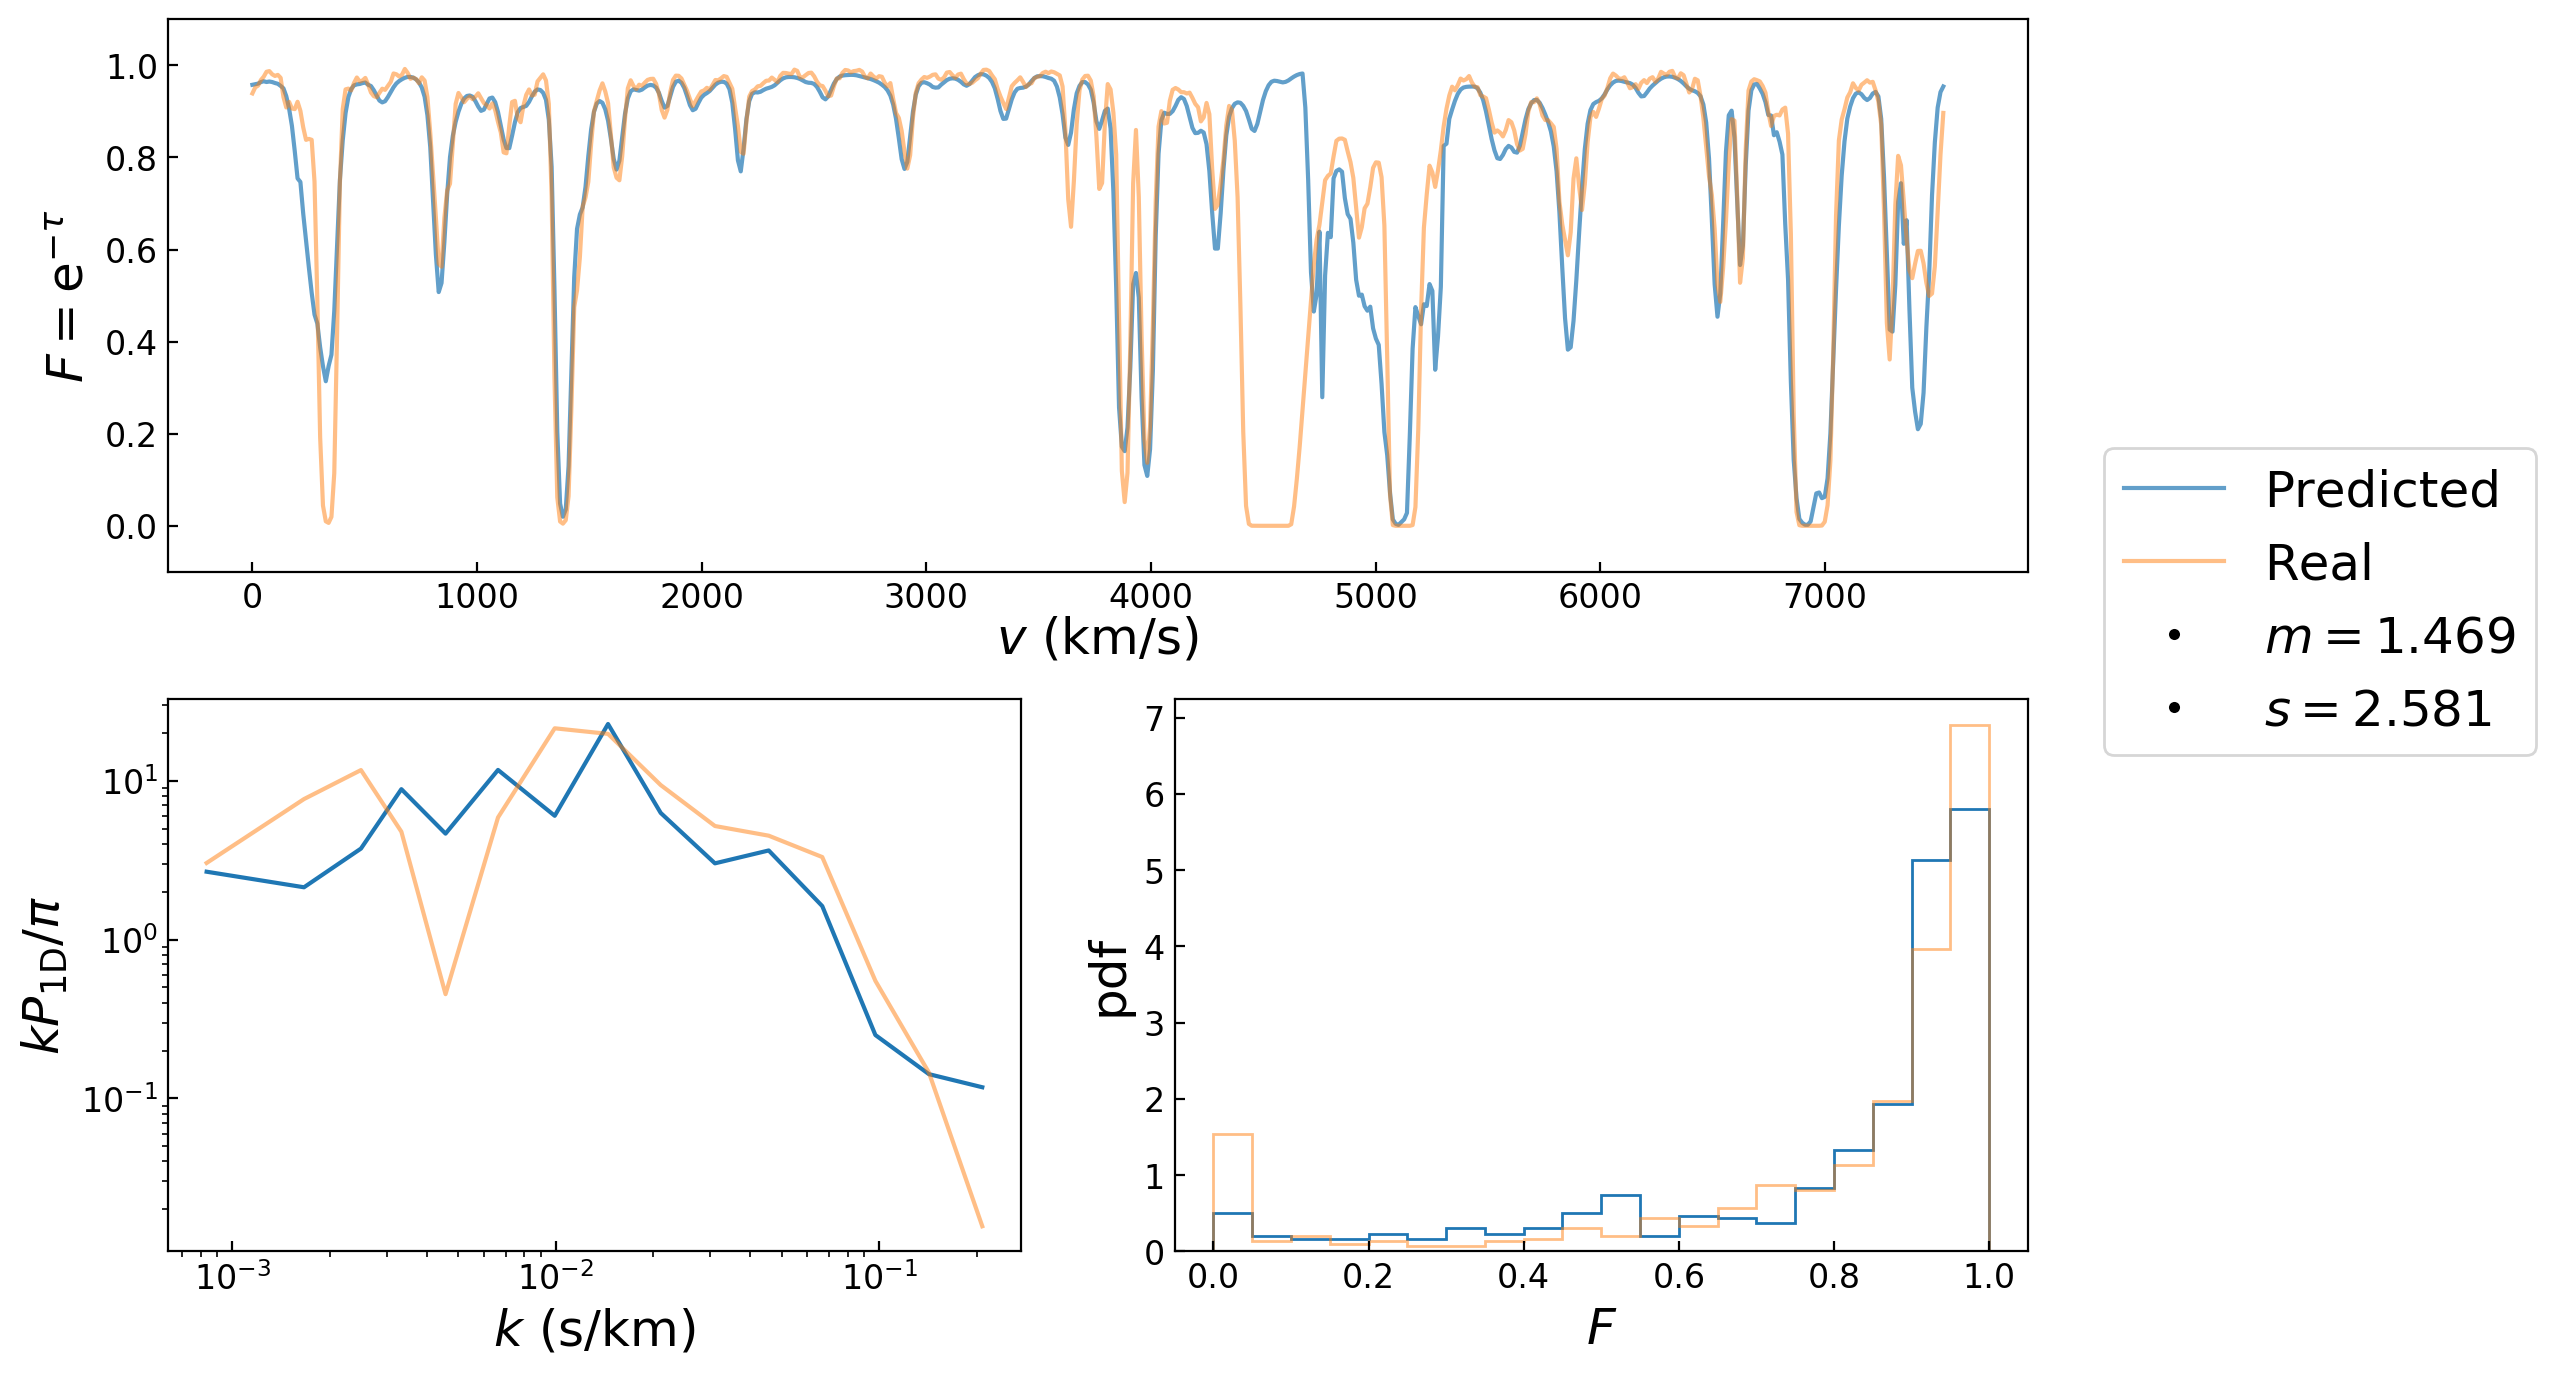 1.0
0.8
0.6
0.4
0.2
0.0
F = e^{−τ}
0 1000 2000 3000 4000 5000 6000 7000
v (km/s)
Predicted
Real
m = 1.469
s = 2.581
10^1
10^0
10^{−1}
kP_{1D}/π
10^{−3} 10^{−2} 10^{−1}
k (s/km)
7
6
5
4
3
2
1
0
pdf
0.0 0.2 0.4 0.6 0.8 1.0
F